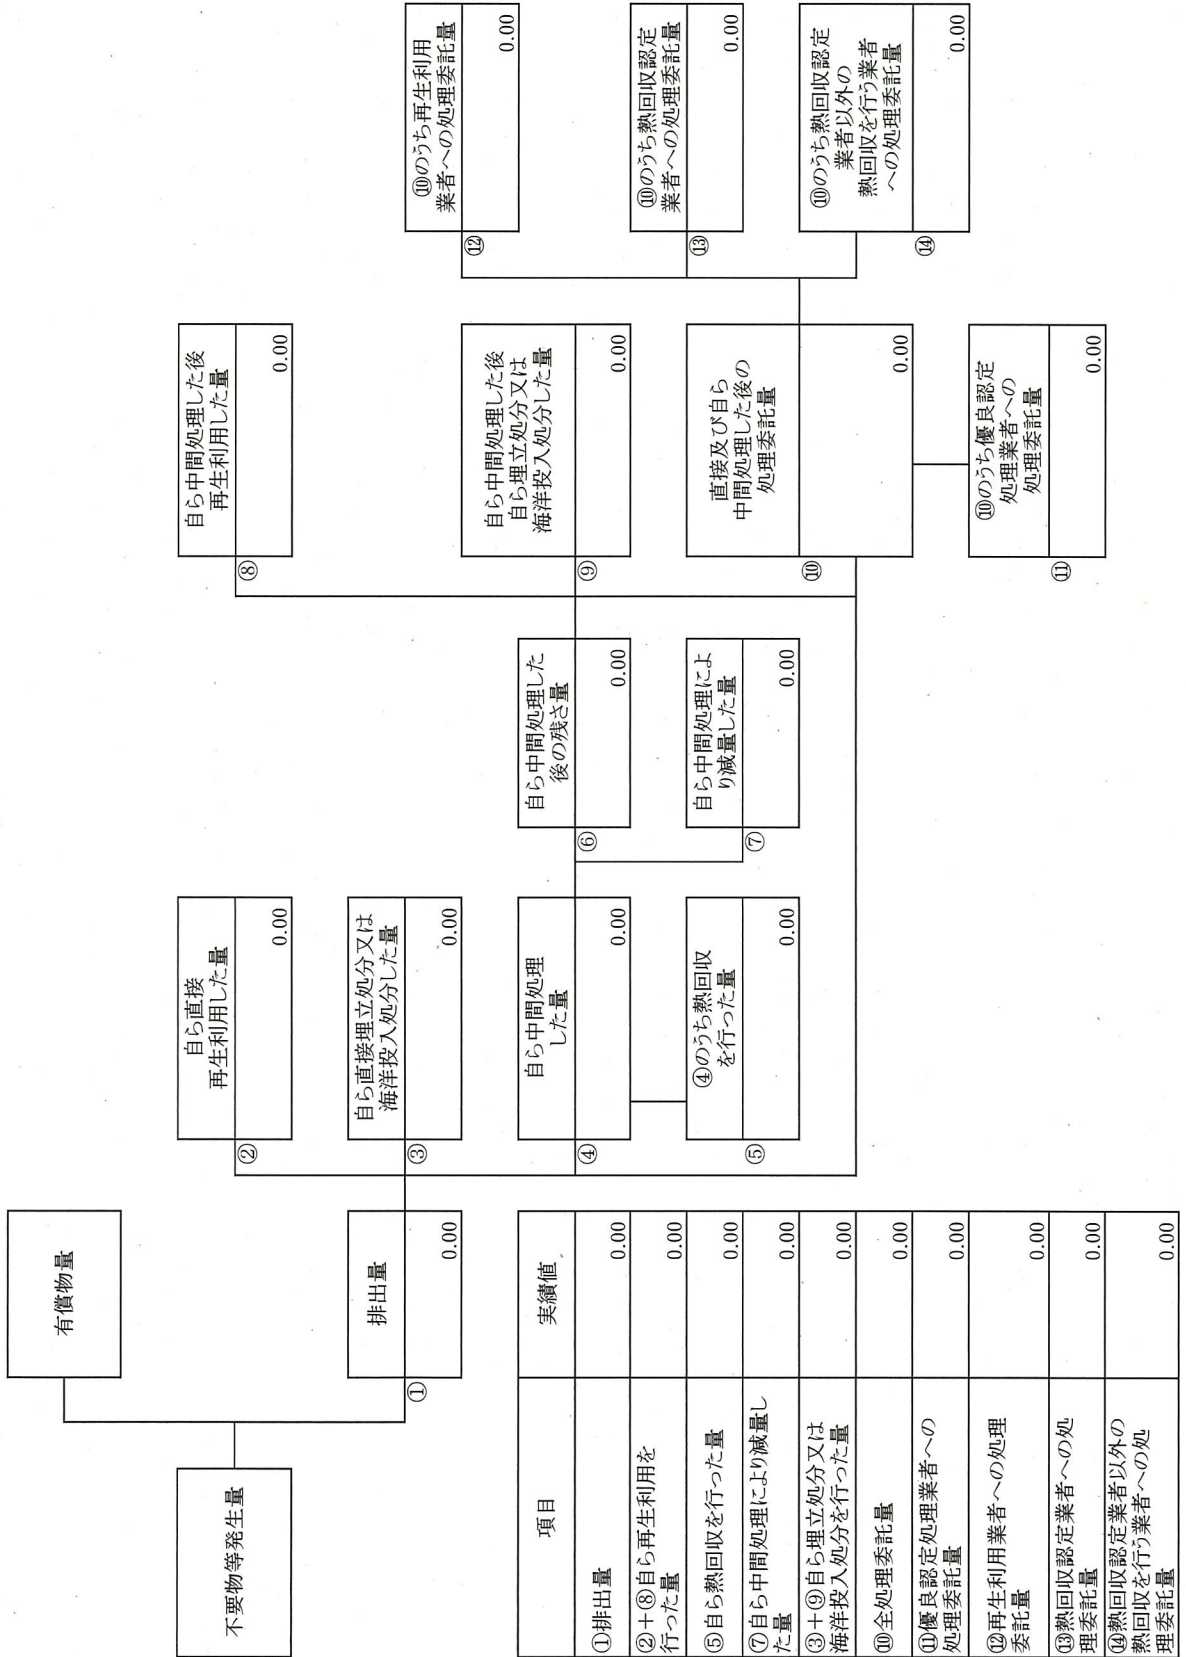 有償物量
不要物等発生量
排出量
①
0.00
自ら直接
再生利用した量
②
0.00
自ら直接埋立処分又は
海洋投入処分した量
③
0.00
自ら中間処理
した量
④
0.00
④のうち熱回収
を行った量
⑤
0.00
自ら中間処理した
後の残さ量
⑥
0.00
自ら中間処理によ
り減量した量
⑦
0.00
自ら中間処理した後
再生利用した量
⑧
0.00
自ら中間処理した後
自ら埋立処分又は
海洋投入処分した量
⑨
0.00
直接及び自ら
中間処理した後の
処理委託量
⑩
0.00
⑩のうち優良認定
処理業者への
処理委託量
⑪
0.00
⑩のうち再生利用
業者への処理委託量
⑫
0.00
⑩のうち熱回収認定
業者への処理委託量
⑬
0.00
⑩のうち熱回収認定
業者以外の
熱回収を行う業者
への処理委託量
⑭
0.00
項目 実績値
①排出量 0.00
②+⑧自ら再生利用を
行った量 0.00
⑤自ら熱回収を行った量 0.00
⑦自ら中間処理により減量し
た量 0.00
③+⑨自ら埋立処分又は
海洋投入処分を行った量 0.00
⑩全処理委託量 0.00
⑪優良認定処理業者への
処理委託量 0.00
⑫再生利用業者への処理
委託量 0.00
⑬熱回収認定業者への処
理委託量 0.00
⑭熱回収認定業者以外の
熱回収を行う業者への処
理委託量 0.00